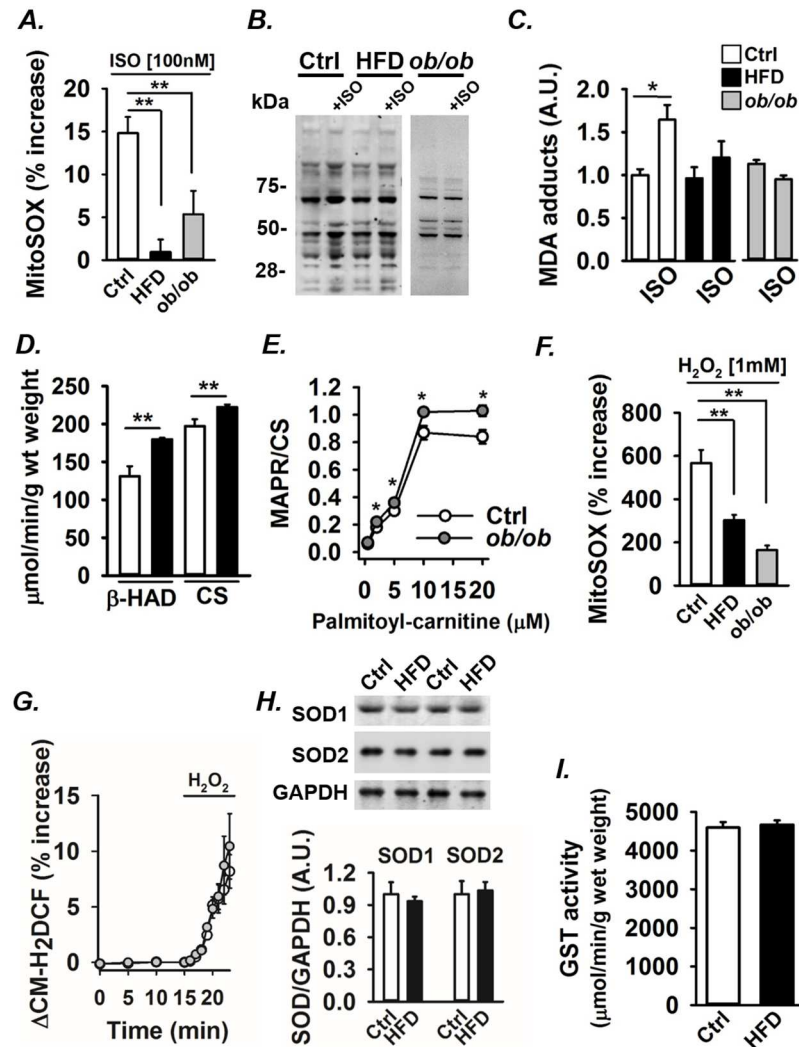 A.
ISO [100nM]
**
**
MitoSOX (% increase)
20
15
10
5
0
Ctrl
HFD
ob/ob
B.
Ctrl HFD ob/ob
+ISO +ISO +ISO
kDa
75-
50-
28-
C.
Ctrl
HFD
ob/ob
*
MDA adducts (A.U.)
2.0
1.5
1.0
0.5
0.0
ISO ISO ISO
D.
μmol/min/g wt weight
250
200
150
100
50
0
**
**
β-HAD CS
E.
MAPR/CS
1.2
1.0
0.8
0.6
0.4
0.2
0.0
* * * *
Ctrl
ob/ob
0 5 10 15 20
Palmitoyl-carnitine (μM)
F.
H₂O₂ [1mM]
**
**
MitoSOX (% increase)
800
600
400
200
0
Ctrl
HFD
ob/ob
G.
H₂O₂
ΔCM-H₂DCF (% increase)
15
10
5
0
0 5 10 15 20
Time (min)
H.
Ctrl HFD Ctrl HFD
SOD1
SOD2
GAPDH
SOD1 SOD2
SOD/GAPDH (A.U.)
1.2
0.9
0.6
0.3
0.0
Ctrl HFD Ctrl HFD
I.
GST activity
(μmol/min/g wet weight)
5000
4000
3000
2000
1000
0
Ctrl
HFD